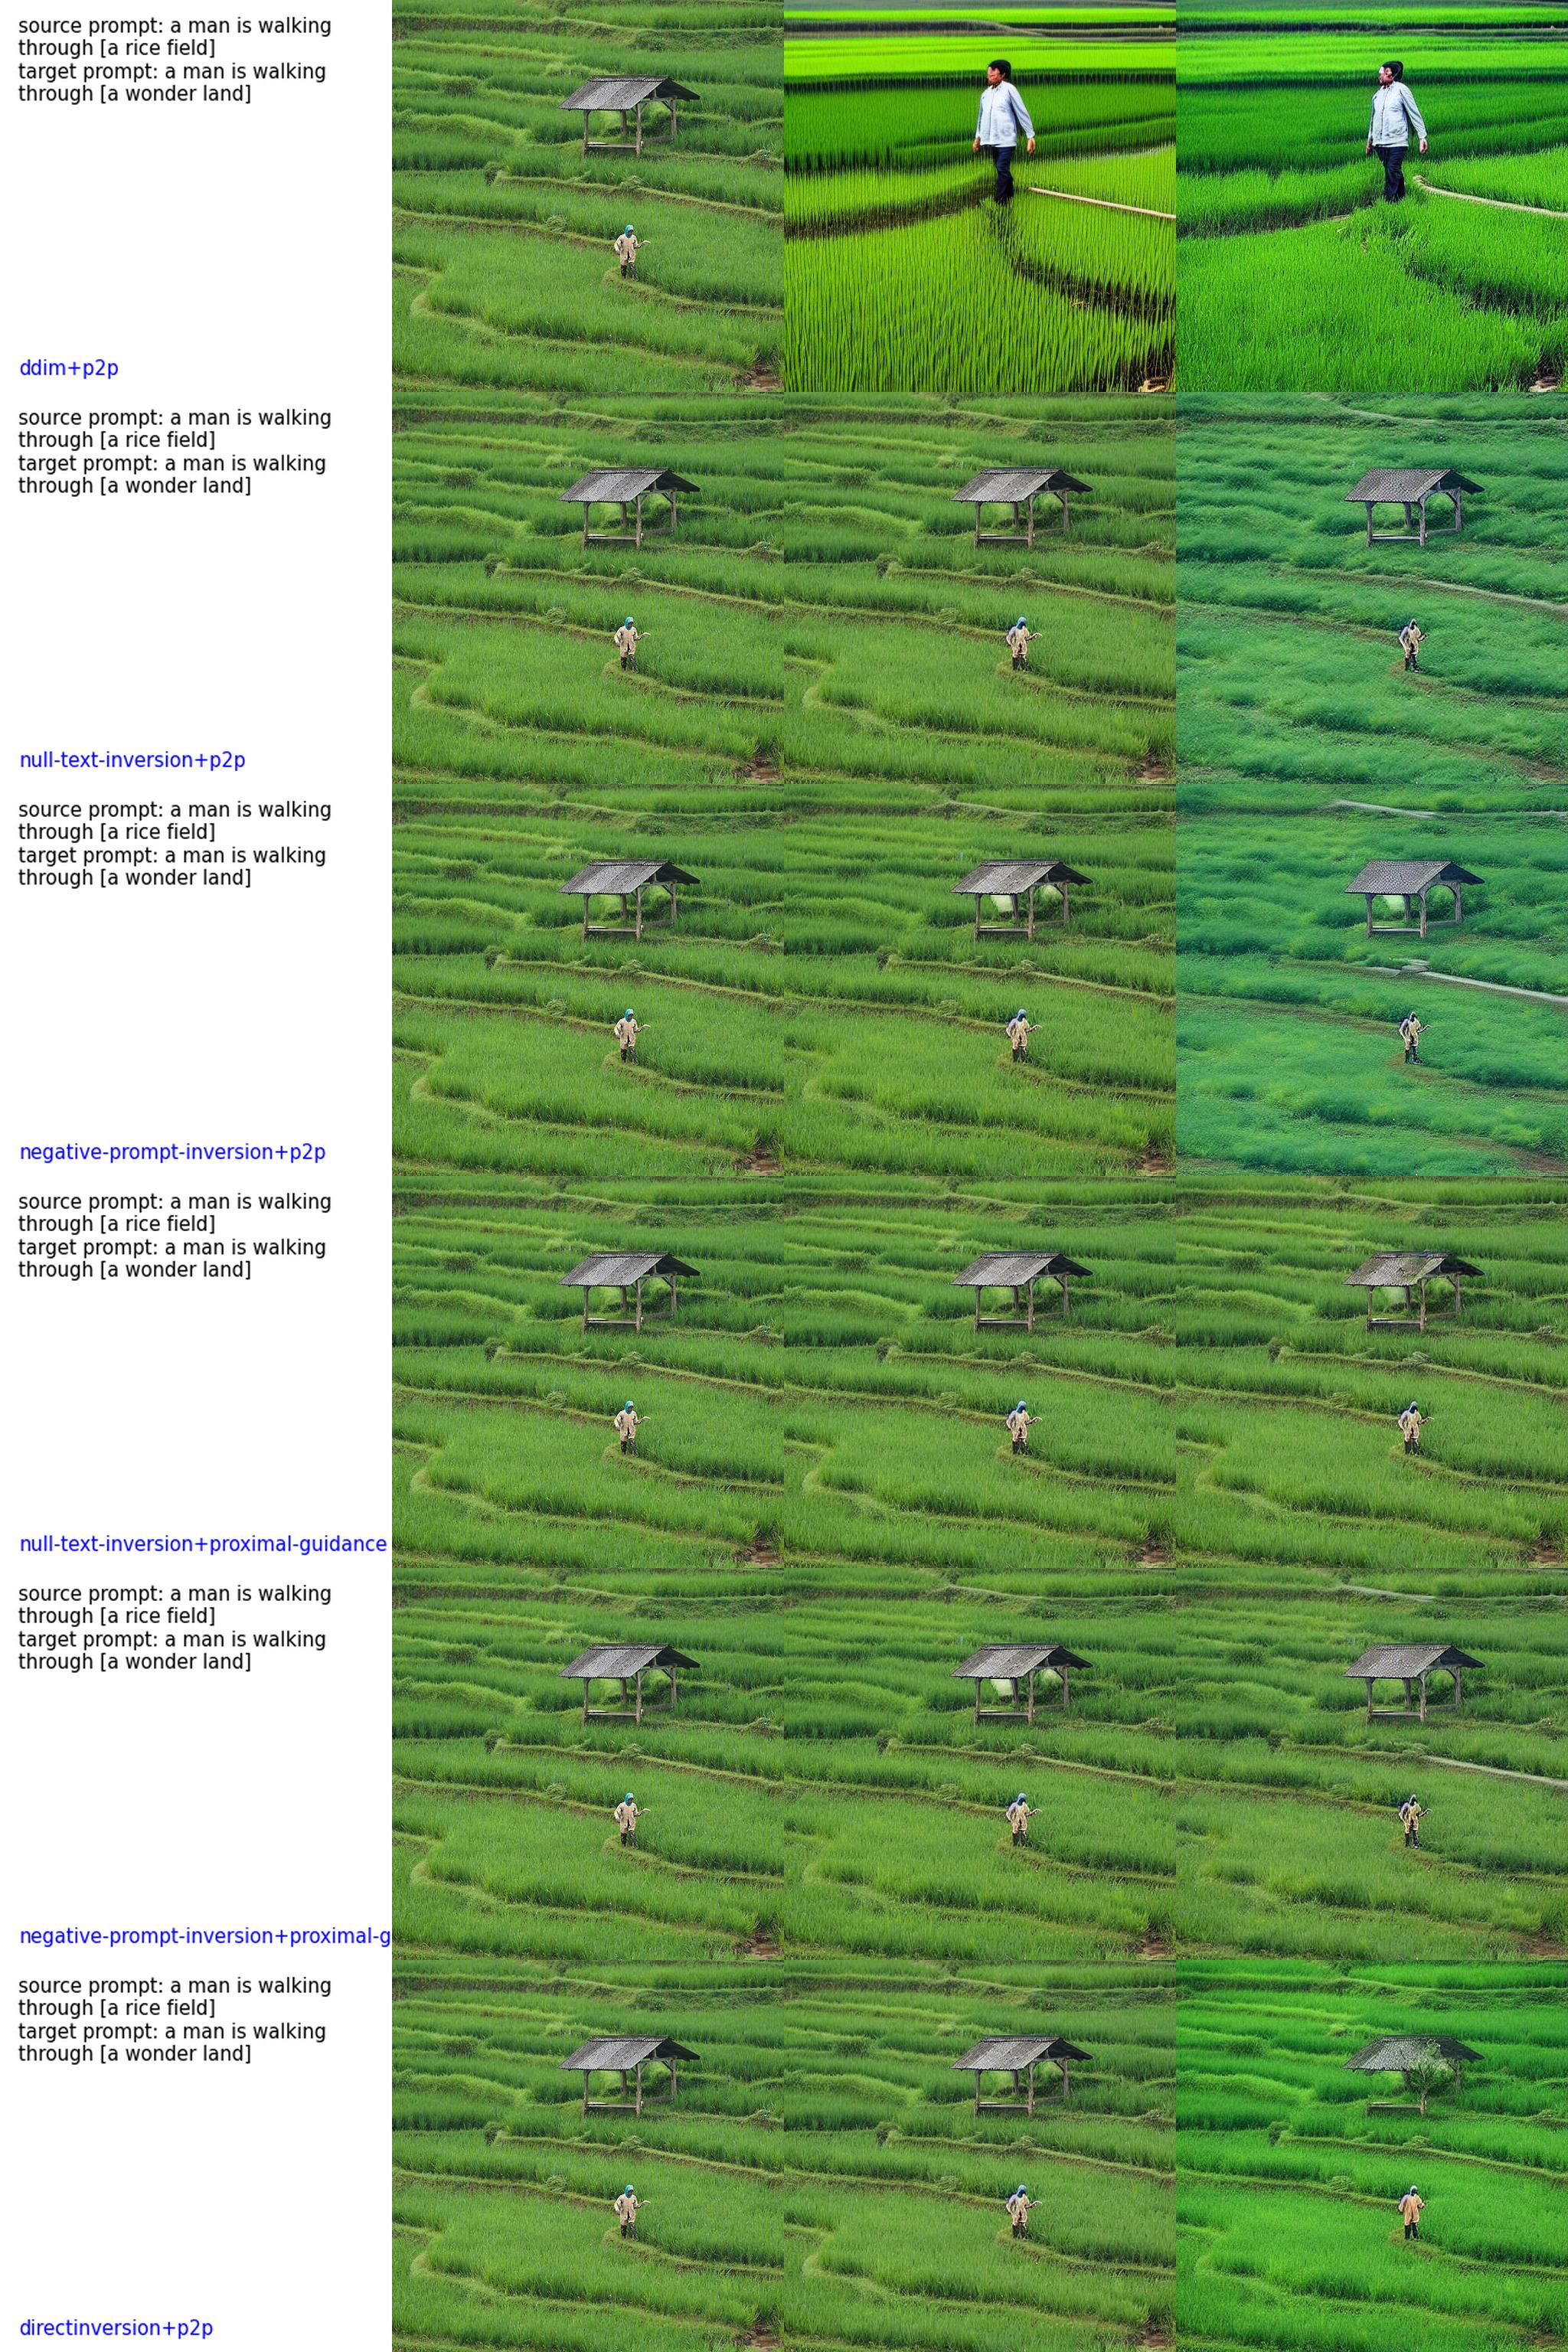 source prompt: a man is walking
through [a rice field]
target prompt: a man is walking
through [a wonder land]
ddim+p2p
source prompt: a man is walking
through [a rice field]
target prompt: a man is walking
through [a wonder land]
null-text-inversion+p2p
source prompt: a man is walking
through [a rice field]
target prompt: a man is walking
through [a wonder land]
negative-prompt-inversion+p2p
source prompt: a man is walking
through [a rice field]
target prompt: a man is walking
through [a wonder land]
null-text-inversion+proximal-guidance
source prompt: a man is walking
through [a rice field]
target prompt: a man is walking
through [a wonder land]
negative-prompt-inversion+proximal-g
source prompt: a man is walking
through [a rice field]
target prompt: a man is walking
through [a wonder land]
directinversion+p2p